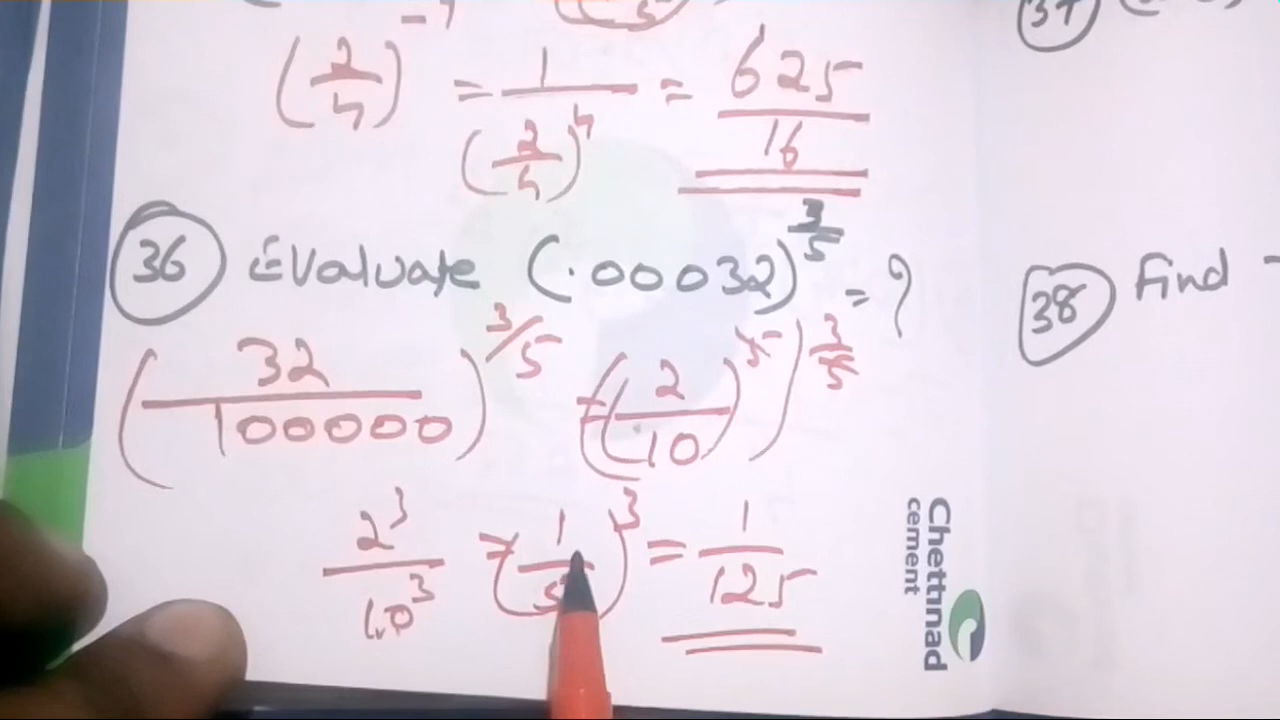 (2/5)^-4 = 1/(2/5)^4 = 625/16
36 Evaluate (.00032)^3/5 = ?
(32/100000)^3/5 = ((2/10)^5)^3/5
2^3/10^3 = (1/5)^3 = 1/125
37
38 Find
Chettinad
cement